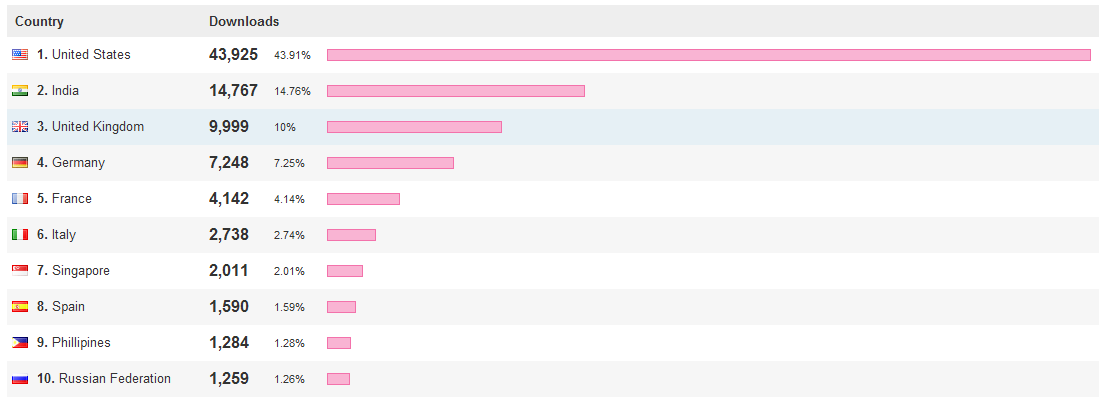 Country Downloads
1. United States 43,925 43.91%
2. India 14,767 14.76%
3. United Kingdom 9,999 10%
4. Germany 7,248 7.25%
5. France 4,142 4.14%
6. Italy 2,738 2.74%
7. Singapore 2,011 2.01%
8. Spain 1,590 1.59%
9. Phillipines 1,284 1.28%
10. Russian Federation 1,259 1.26%